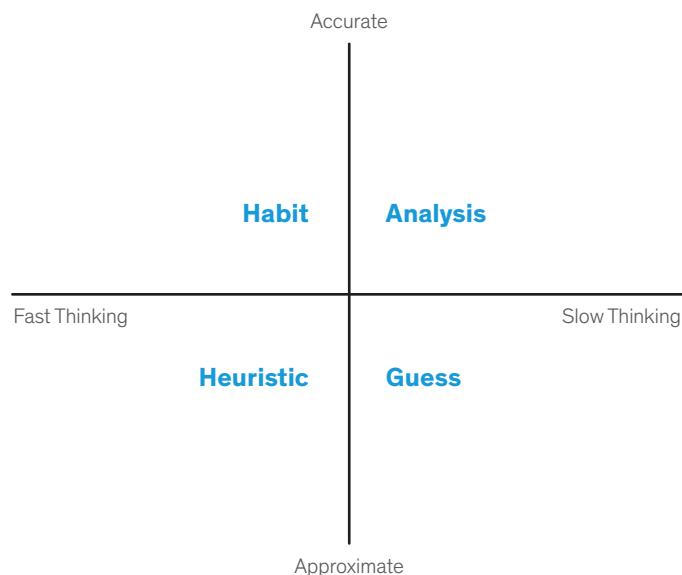 Accurate
Habit
Analysis
Fast Thinking
Slow Thinking
Heuristic
Guess
Approximate